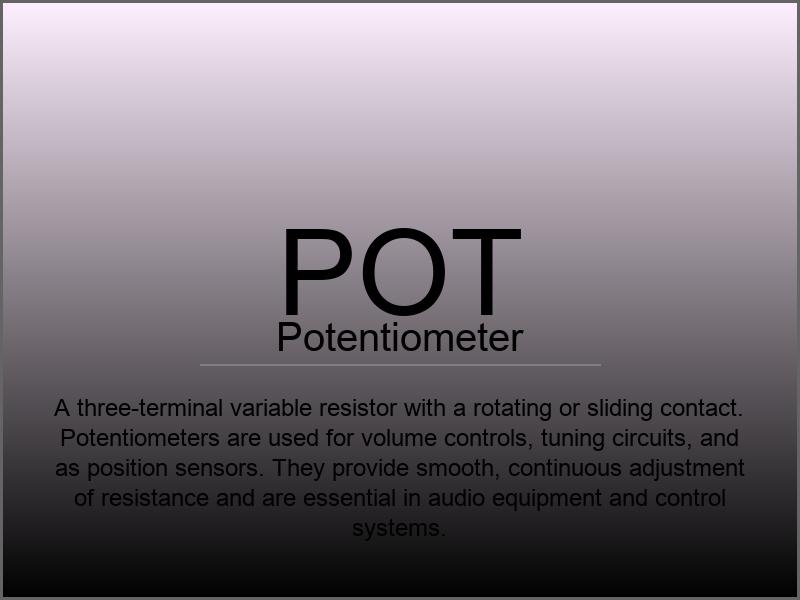 POT
Potentiometer
A three-terminal variable resistor with a rotating or sliding contact.
Potentiometers are used for volume controls, tuning circuits, and
as position sensors. They provide smooth, continuous adjustment
of resistance and are essential in audio equipment and control
systems.